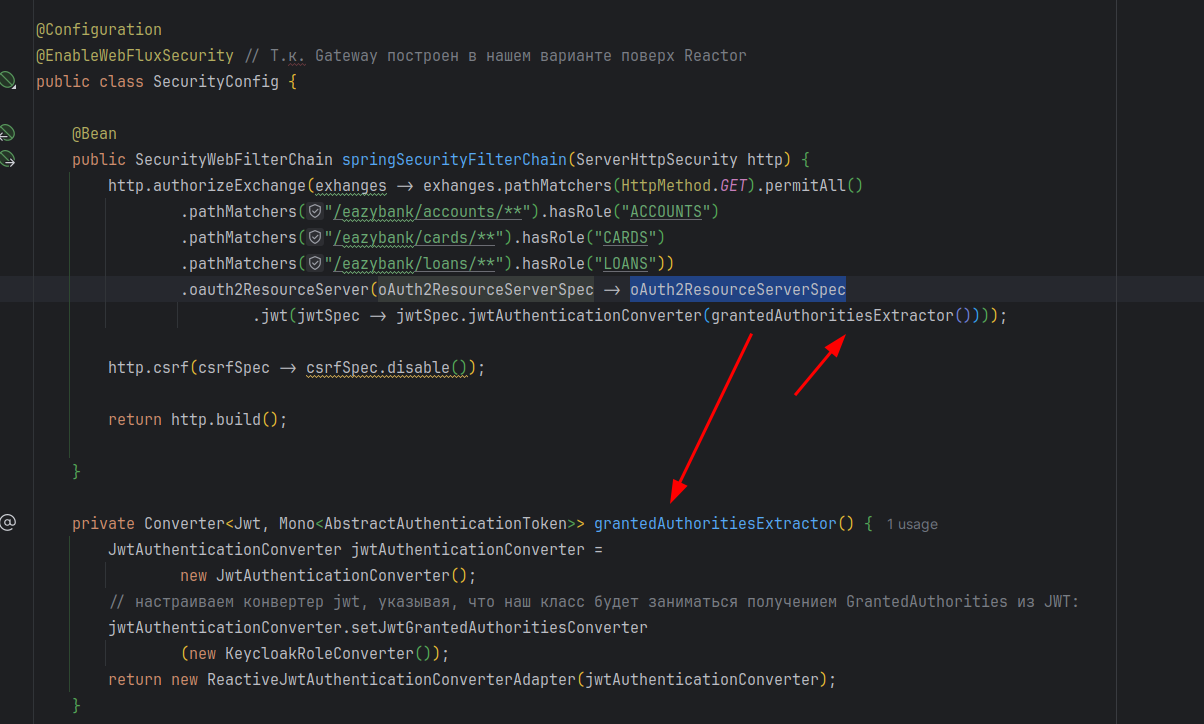 @Configuration
@EnableWebFluxSecurity // Т.к. Gateway построен в нашем варианте поверх Reactor
public class SecurityConfig {
@Bean
public SecurityWebFilterChain springSecurityFilterChain(ServerHttpSecurity http) {
http.authorizeExchange(exhanges → exhanges.pathMatchers(HttpMethod.GET).permitAll()
.pathMatchers("/eazybank/accounts/**").hasRole("ACCOUNTS")
.pathMatchers("/eazybank/cards/**").hasRole("CARDS")
.pathMatchers("/eazybank/loans/**").hasRole("LOANS"))
.oauth2ResourceServer(oAuth2ResourceServerSpec → oAuth2ResourceServerSpec
.jwt(jwtSpec → jwtSpec.jwtAuthenticationConverter(grantedAuthoritiesExtractor())));
http.csrf(csrfSpec → csrfSpec.disable());
return http.build();
}
private Converter<Jwt, Mono<AbstractAuthenticationToken>> grantedAuthoritiesExtractor() { 1 usage
JwtAuthenticationConverter jwtAuthenticationConverter =
new JwtAuthenticationConverter();
// настраиваем конвертер jwt, указывая, что наш класс будет заниматься получением GrantedAuthorities из JWT:
jwtAuthenticationConverter.setJwtGrantedAuthoritiesConverter
(new KeycloakRoleConverter());
return new ReactiveJwtAuthenticationConverterAdapter(jwtAuthenticationConverter);
}